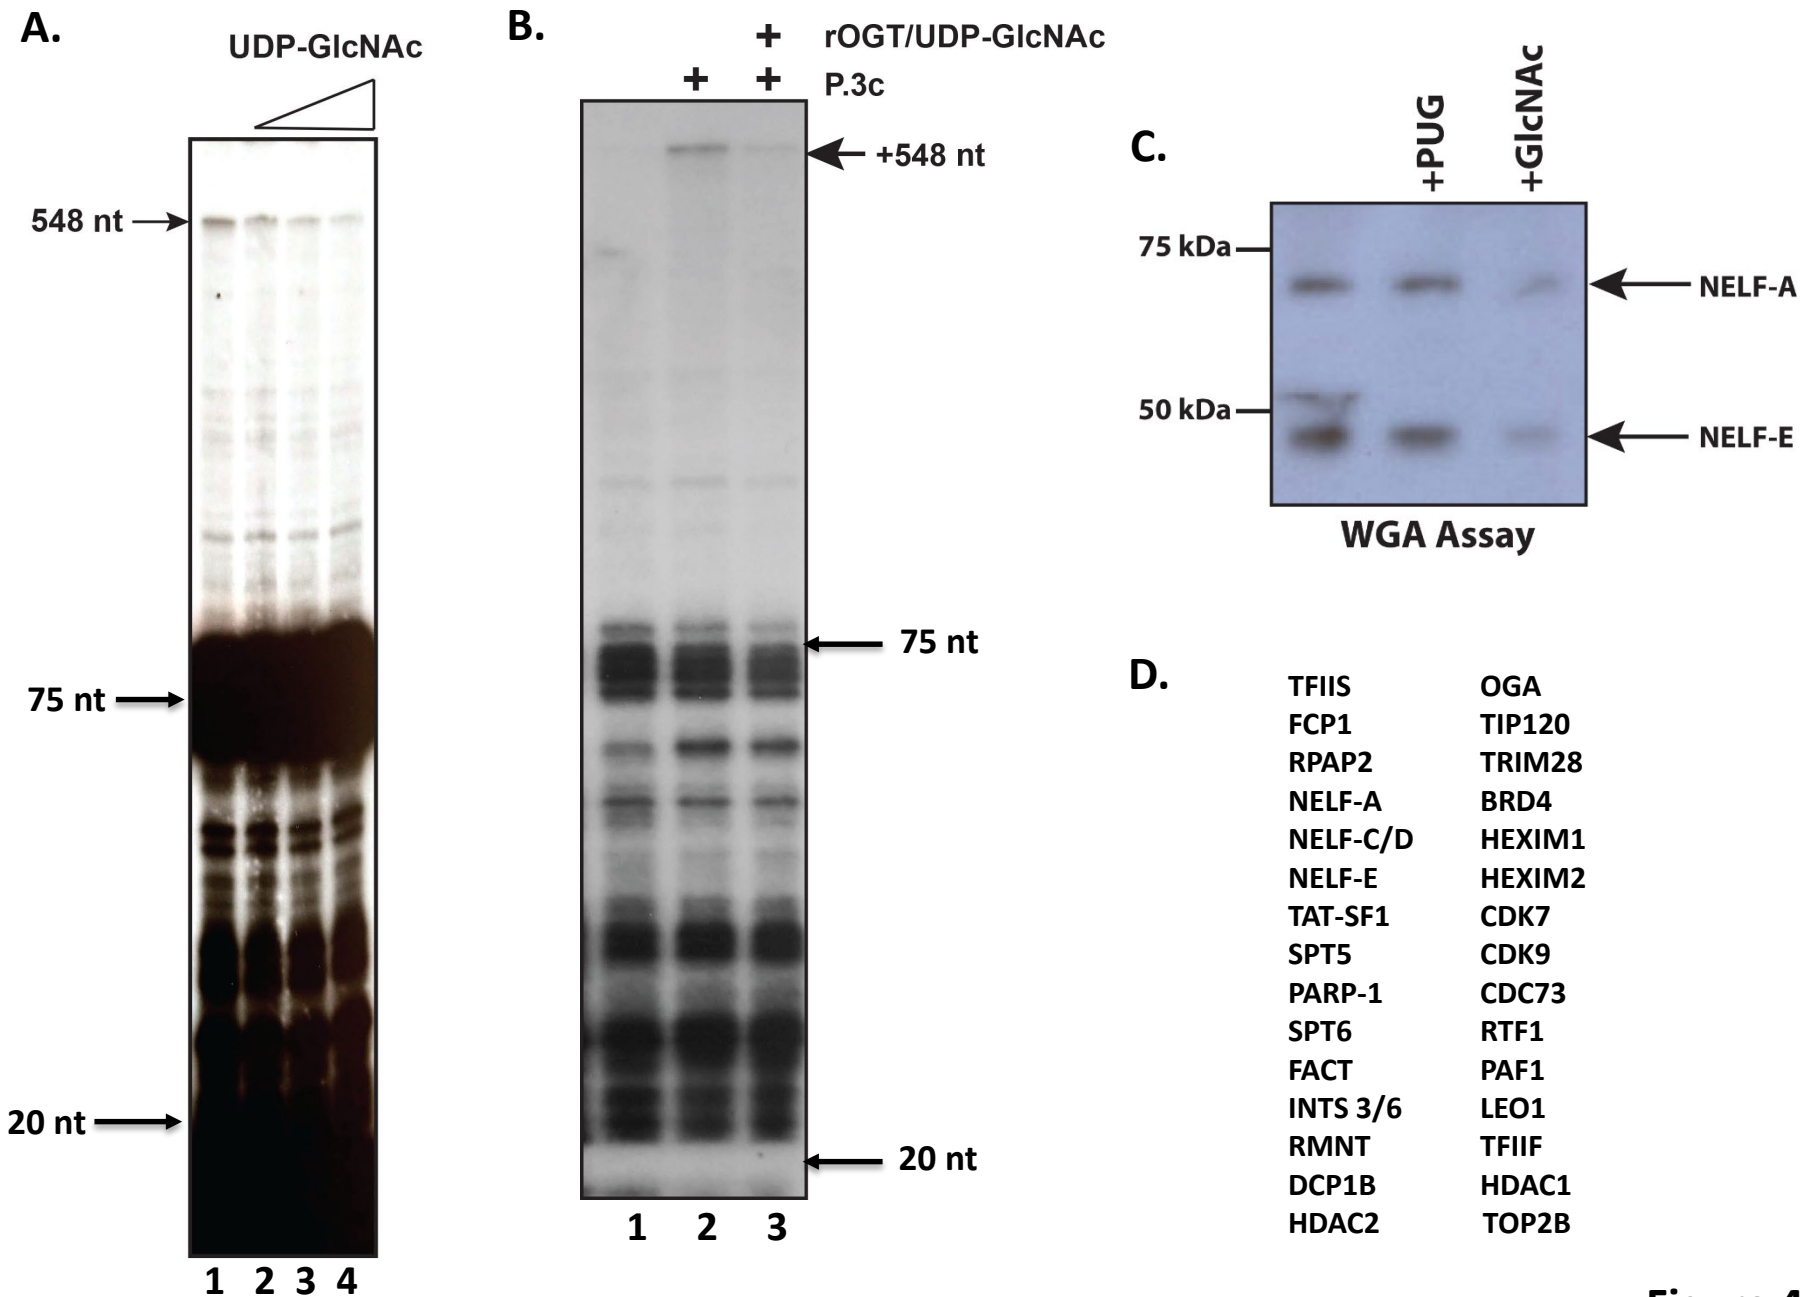 A.
UDP-GlcNAc
548 nt
75 nt
20 nt
1 2 3 4
B.
+ rOGT/UDP-GlcNAc
+ + P.3c
+548 nt
75 nt
20 nt
1 2 3
C.
+PUG
+GlcNAc
75 kDa
50 kDa
NELF-A
NELF-E
WGA Assay
D.
TFIIS OGA
FCP1 TIP120
RPAP2 TRIM28
NELF-A BRD4
NELF-C/D HEXIM1
NELF-E HEXIM2
TAT-SF1 CDK7
SPT5 CDK9
PARP-1 CDC73
SPT6 RTF1
FACT PAF1
INTS 3/6 LEO1
RMNT TFIIF
DCP1B HDAC1
HDAC2 TOP2B